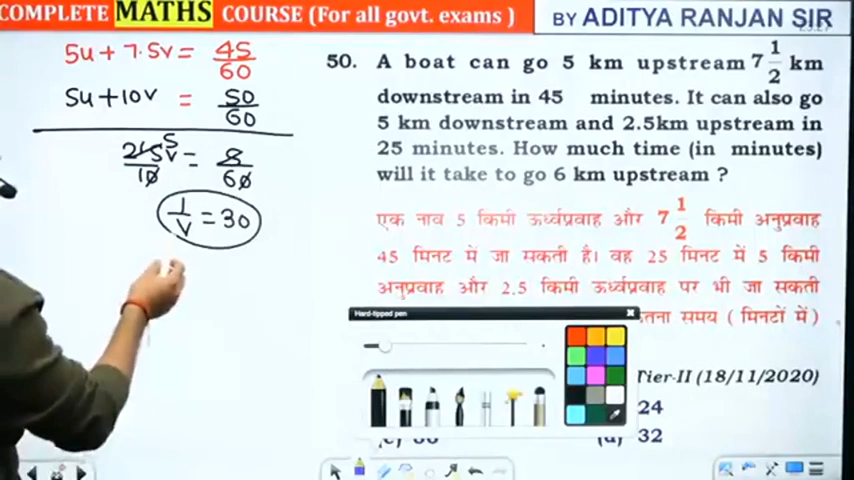 COMPLETE MATHS COURSE (For all govt. exams)
BY ADITYA RANJAN SIR
5u + 7.5v = 45/60
5u + 10v = 50/60
2.5v/10 = 5/60
1/v = 30
50. A boat can go 5 km upstream 7 1/2 km
downstream in 45 minutes. It can also go
5 km downstream and 2.5km upstream in
25 minutes. How much time (in minutes)
will it take to go 6 km upstream ?
एक नाव 5 किमी ऊर्ध्वप्रवाह और 7 1/2 किमी अनुप्रवाह
45 मिनट में जा सकती है। वह 25 मिनट में 5 किमी
अनुप्रवाह और 2.5 किमी ऊर्ध्वप्रवाह पर भी जा सकती
समय ( मिनटों में )
Hard-tipped pen
Tier-II (18/11/2020)
24
32